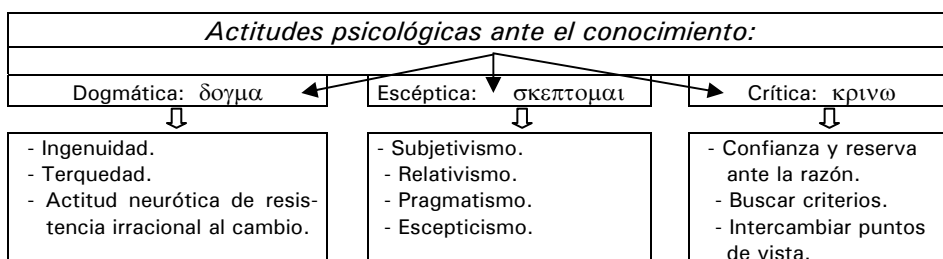 Actitudes psicológicas ante el conocimiento:
Dogmática: δογμα
Escéptica: σκεπτομαι
Crítica: κρινω
- Ingenuidad.
- Terquedad.
- Actitud neurótica de resis-
tencia irracional al cambio.
- Subjetivismo.
- Relativismo.
- Pragmatismo.
- Escepticismo.
- Confianza y reserva
ante la razón.
- Buscar criterios.
- Intercambiar puntos
de vista.